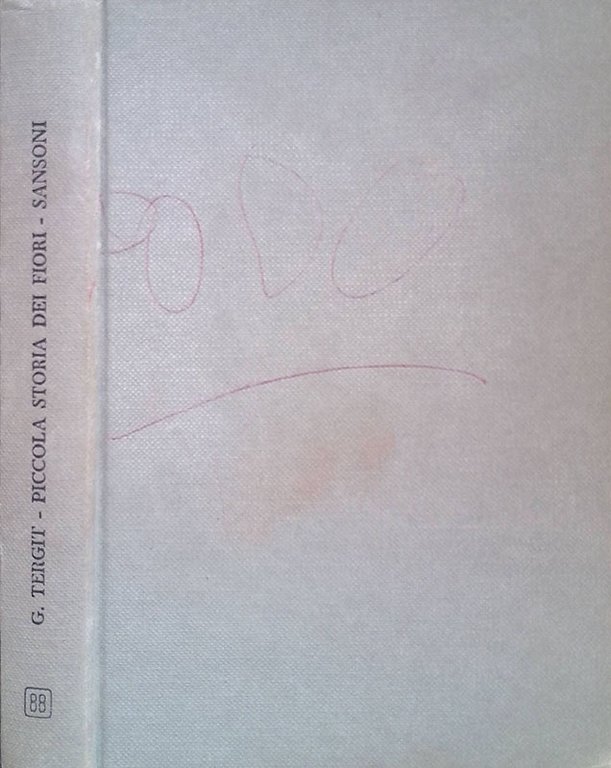 G. TERGIT - PICCOLA STORIA DEI FIORI - SANSONI
88